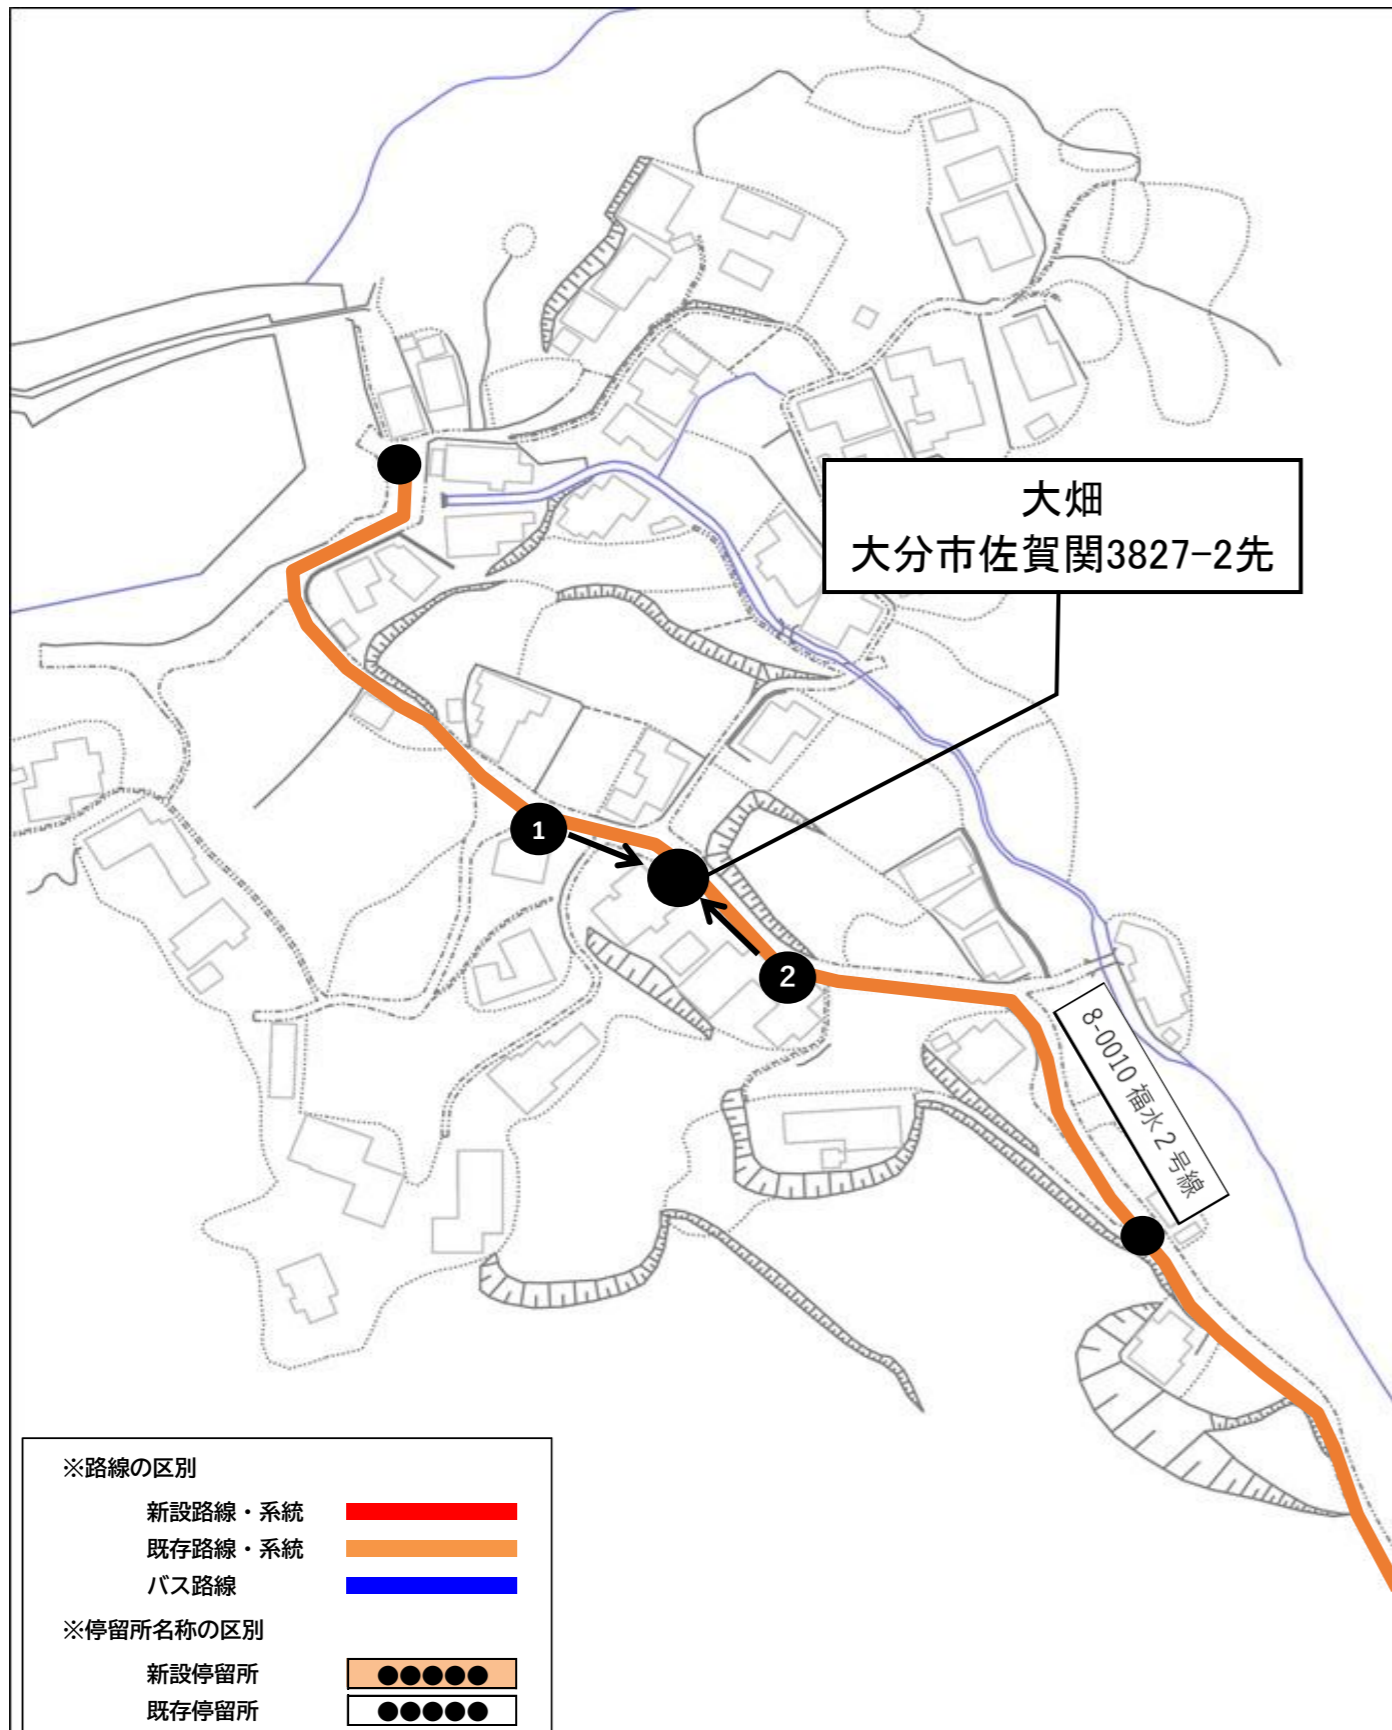 大畑
大分市佐賀関3827-2先
1
2
8-0010 福水２号線
※路線の区別
新設路線・系統
既存路線・系統
バス路線
※停留所名称の区別
新設停留所 ●●●●●
既存停留所 ●●●●●